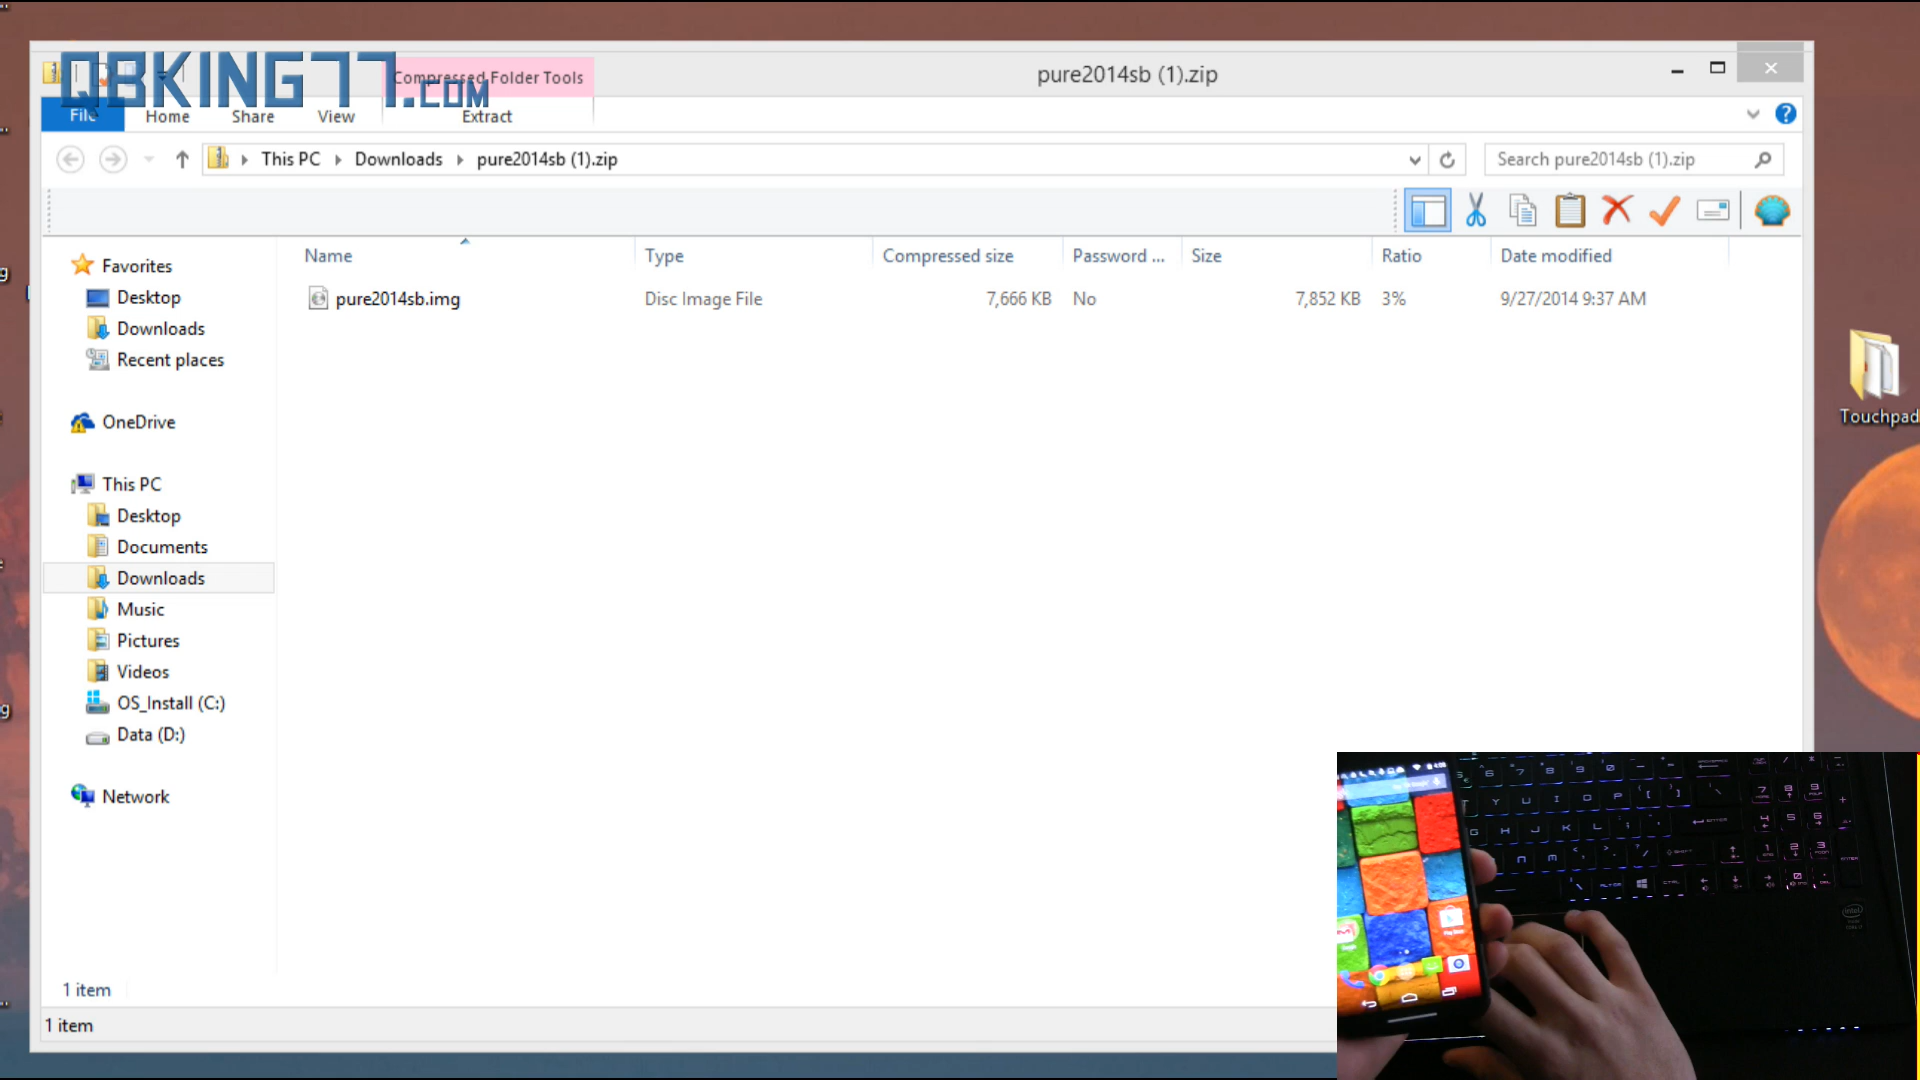 QBKING77.COM
Compressed Folder Tools
pure2014sb (1).zip
File
Home
Share
View
Extract
This PC
Downloads
pure2014sb (1).zip
Search pure2014sb (1).zip
Name
Type
Compressed size
Password ...
Size
Ratio
Date modified
pure2014sb.img
Disc Image File
7,666 KB
No
7,852 KB
3%
9/27/2014 9:37 AM
Favorites
Desktop
Downloads
Recent places
OneDrive
This PC
Desktop
Documents
Downloads
Music
Pictures
Videos
OS_Install (C:)
Data (D:)
Network
1 item
1 item
Touchpad